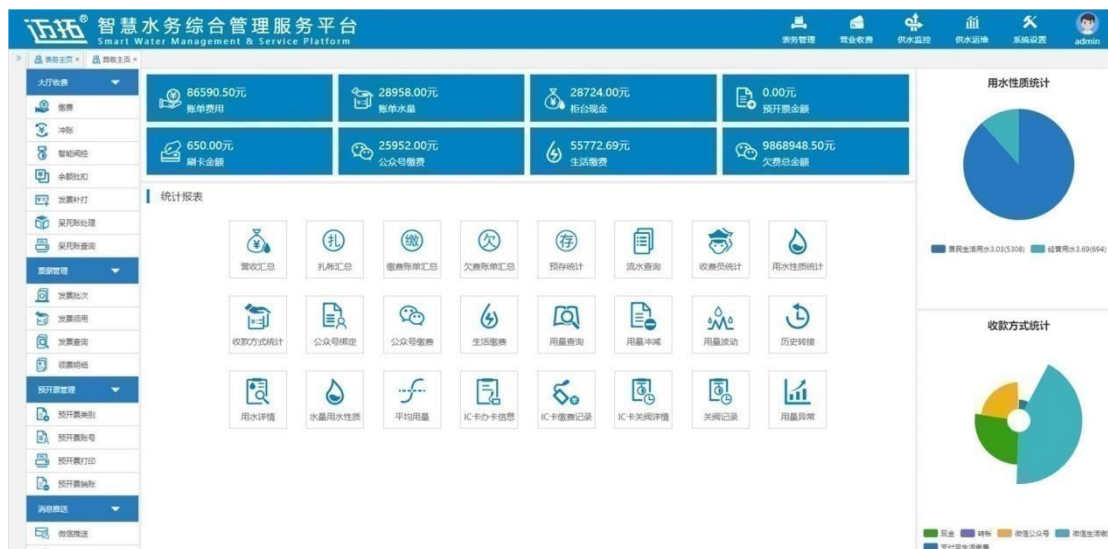 迈拓 智慧水务综合管理服务平台
Smart Water Management & Service Platform
表务管理 营业收费 供水监控 供水运维 系统设置 admin
表务主页 × 营收主页 ×
大厅收费
缴费
冲账
智能阀控
余额批扣
发票补打
呆死账处理
呆死账查询
票据管理
发票批次
发票领用
发票查询
领票明细
预开票管理
预开票类别
预开票账号
预开票打印
预开票销账
消息推送
微信推送
86590.50元
账单费用
28958.00元
账单水量
28724.00元
柜台现金
0.00元
预开票金额
650.00元
刷卡金额
25952.00元
公众号缴费
55772.69元
生活缴费
9868948.50元
欠费总金额
统计报表
营收汇总 扎帐汇总 缴费账单汇总 欠费账单汇总 预存统计 流水查询 收费员统计 用水性质统计
收款方式统计 公众号绑定 公众号缴费 生活缴费 用量查询 用量冲减 用量波动 历史转接
用水详情 水量用水性质 平均用量 IC卡办卡信息 IC卡缴费记录 IC卡关阀详情 关阀记录 用量异常
扎 缴 欠 存
用水性质统计
居民生活用水3.03(5308) 经营用水3.69(694)
收款方式统计
现金 转帐 微信公众号 微信生活缴
支付宝生活缴费